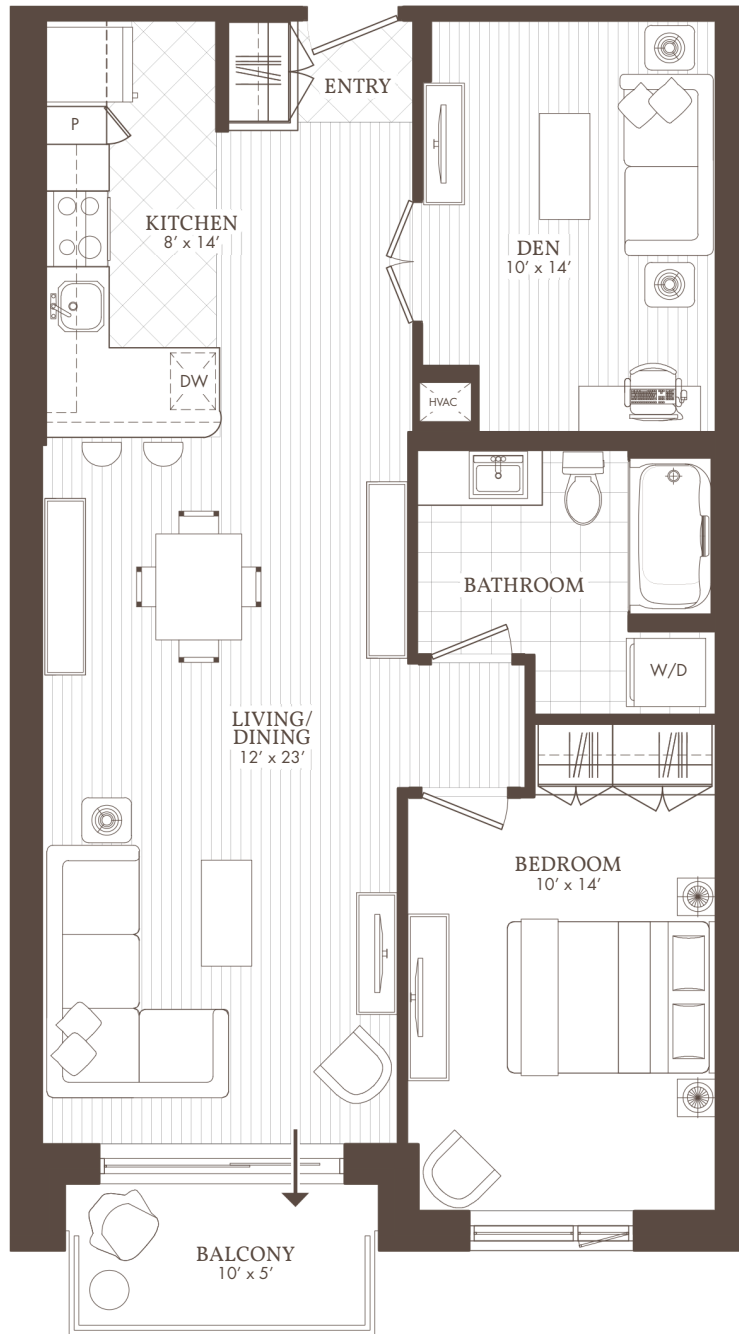 ENTRY
P
KITCHEN
8’ x 14’
DEN
10’ x 14’
DW
HVAC
BATHROOM
W/D
LIVING/
DINING
12’ x 23’
BEDROOM
10’ x 14’
BALCONY
10’ x 5’